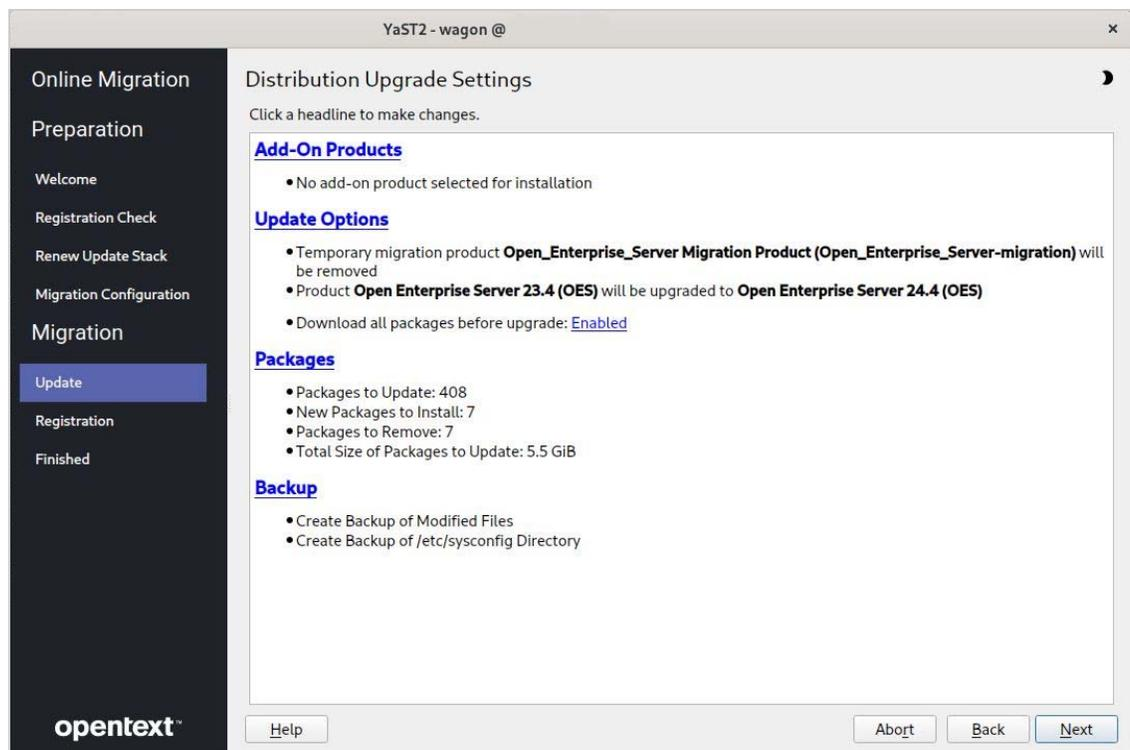 YaST2 - wagon @
×
Online Migration
Preparation
Welcome
Registration Check
Renew Update Stack
Migration Configuration
Migration
Update
Registration
Finished
opentext™
Distribution Upgrade Settings
Click a headline to make changes.
Add-On Products
• No add-on product selected for installation
Update Options
• Temporary migration product Open_Enterprise_Server Migration Product (Open_Enterprise_Server-migration) will
be removed
• Product Open Enterprise Server 23.4 (OES) will be upgraded to Open Enterprise Server 24.4 (OES)
• Download all packages before upgrade: Enabled
Packages
• Packages to Update: 408
• New Packages to Install: 7
• Packages to Remove: 7
• Total Size of Packages to Update: 5.5 GiB
Backup
• Create Backup of Modified Files
• Create Backup of /etc/sysconfig Directory
Help
Abort
Back
Next